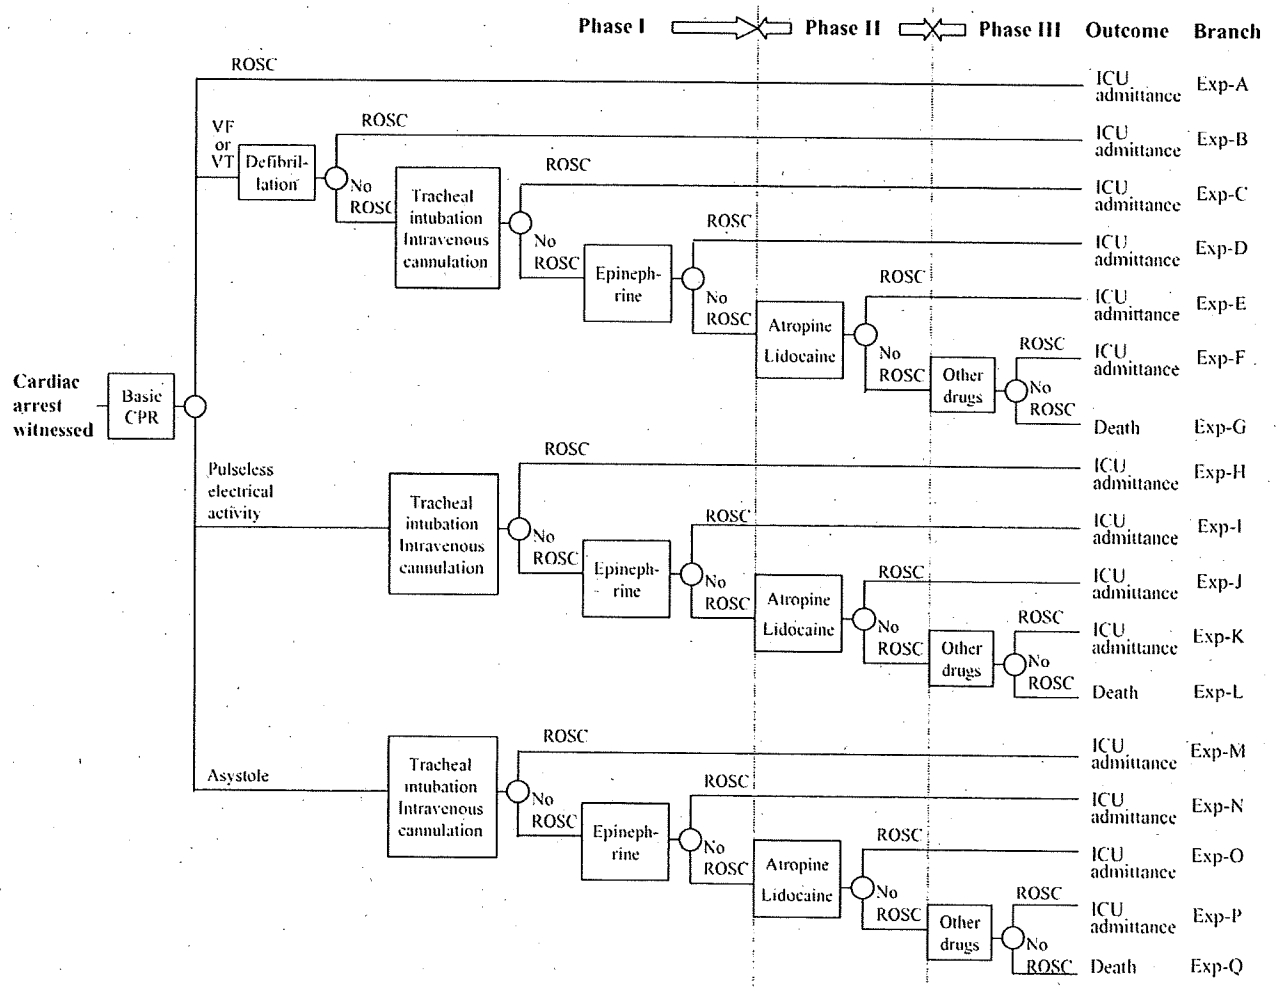 Phase I Phase II Phase III Outcome Branch
ROSC
ICU
admittance
Exp-A
VF
or
VT
Defibril-
lation
ROSC
ICU
admittance
Exp-B
No
ROSC
Tracheal
intubation
Intravenous
cannulation
ROSC
ICU
admittance
Exp-C
No
ROSC
Epineph-
rine
ROSC
ICU
admittance
Exp-D
No
ROSC
Atropine
Lidocaine
ROSC
ICU
admittance
Exp-E
No
ROSC
Other
drugs
ROSC
ICU
admittance
Exp-F
No
ROSC
Death
Exp-G
Cardiac
arrest
witnessed
Basic
CPR
Pulseless
electrical
activity
Tracheal
intubation
Intravenous
cannulation
ROSC
ICU
admittance
Exp-H
No
ROSC
Epineph-
rine
ROSC
ICU
admittance
Exp-I
No
ROSC
Atropine
Lidocaine
ROSC
ICU
admittance
Exp-J
No
ROSC
Other
drugs
ROSC
ICU
admittance
Exp-K
No
ROSC
Death
Exp-L
Asystole
Tracheal
intubation
Intravenous
cannulation
ROSC
ICU
admittance
Exp-M
No
ROSC
Epineph-
rine
ROSC
ICU
admittance
Exp-N
No
ROSC
Atropine
Lidocaine
ROSC
ICU
admittance
Exp-O
No
ROSC
Other
drugs
ROSC
ICU
admittance
Exp-P
No
ROSC
Death
Exp-Q